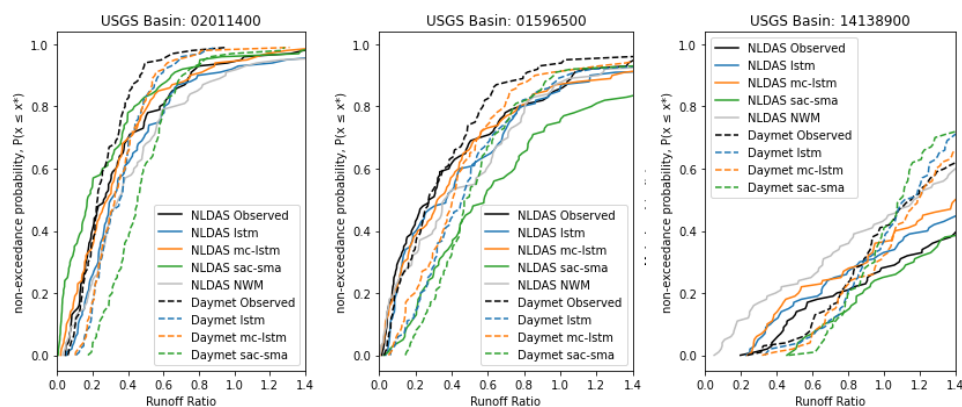 USGS Basin: 02011400
non-exceedance probability, P(x ≤ x*)
1.0
0.8
0.6
0.4
0.2
0.0
NLDAS Observed
NLDAS lstm
NLDAS mc-lstm
NLDAS sac-sma
NLDAS NWM
Daymet Observed
Daymet lstm
Daymet mc-lstm
Daymet sac-sma
0.0 0.2 0.4 0.6 0.8 1.0 1.2 1.4
Runoff Ratio
USGS Basin: 01596500
non-exceedance probability, P(x ≤ x*)
1.0
0.8
0.6
0.4
0.2
0.0
NLDAS Observed
NLDAS lstm
NLDAS mc-lstm
NLDAS sac-sma
NLDAS NWM
Daymet Observed
Daymet lstm
Daymet mc-lstm
Daymet sac-sma
0.0 0.2 0.4 0.6 0.8 1.0 1.2 1.4
Runoff Ratio
USGS Basin: 14138900
non-exceedance probability, P(x ≤ x*)
1.0
0.8
0.6
0.4
0.2
0.0
NLDAS Observed
NLDAS lstm
NLDAS mc-lstm
NLDAS sac-sma
NLDAS NWM
Daymet Observed
Daymet lstm
Daymet mc-lstm
Daymet sac-sma
0.0 0.2 0.4 0.6 0.8 1.0 1.2 1.4
Runoff Ratio